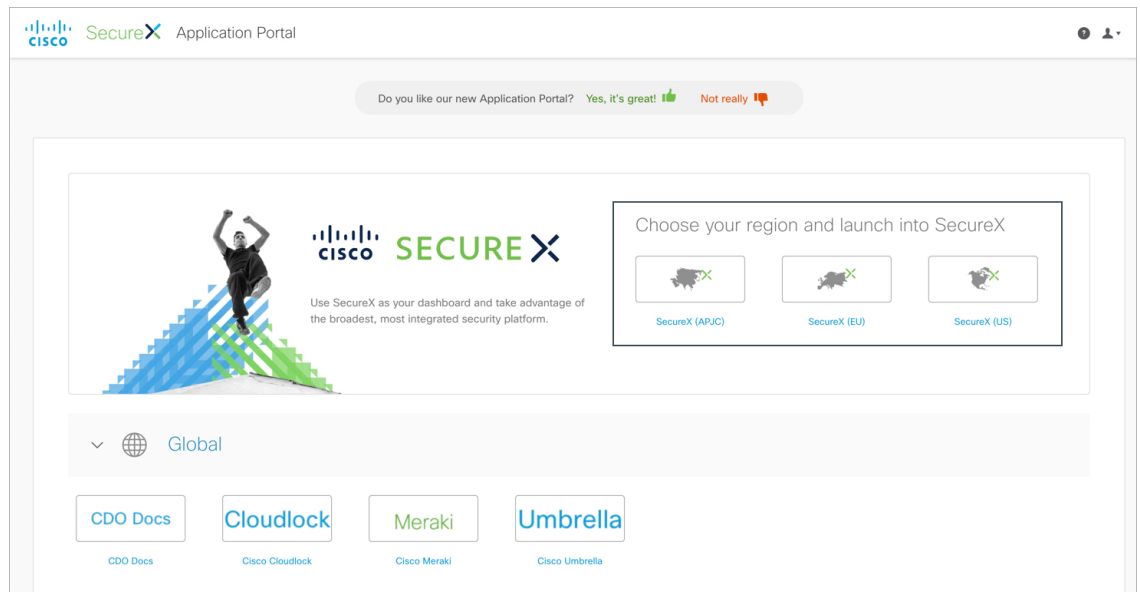 cisco SecureX Application Portal
Do you like our new Application Portal? Yes, it's great! Not really
cisco SECUREX
Use SecureX as your dashboard and take advantage of
the broadest, most integrated security platform.
Choose your region and launch into SecureX
SecureX (APJC) SecureX (EU) SecureX (US)
Global
CDO Docs Cloudlock Meraki Umbrella
CDO Docs Cisco Cloudlock Cisco Meraki Cisco Umbrella